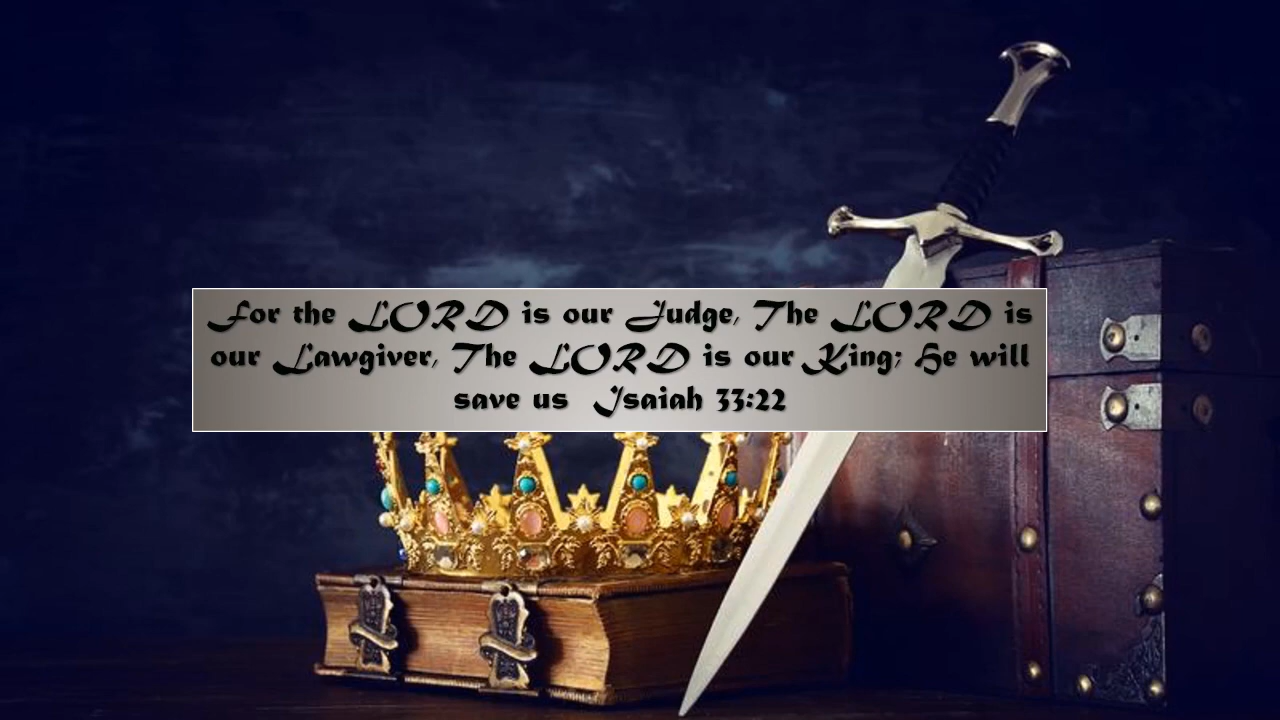 For the LORD is our Judge, The LORD is
our Lawgiver, The LORD is our King; He will
save us  Isaiah 33:22